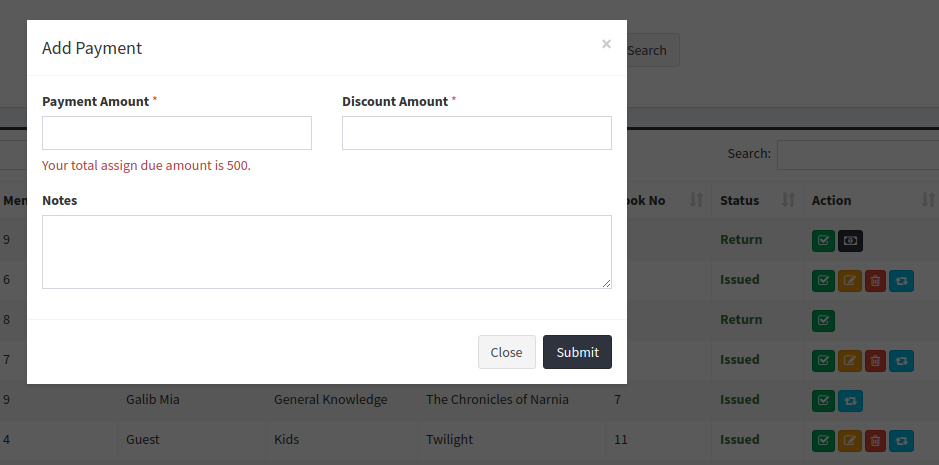 Add Payment ×
Search
Payment Amount * Discount Amount *
Your total assign due amount is 500.
Search:
Notes
Status Action
No
9 Return
6 Issued
8 Return
7 Issued
Close Submit
9 Galib Mia General Knowledge The Chronicles of Narnia 7 Issued
4 Guest Kids Twilight 11 Issued